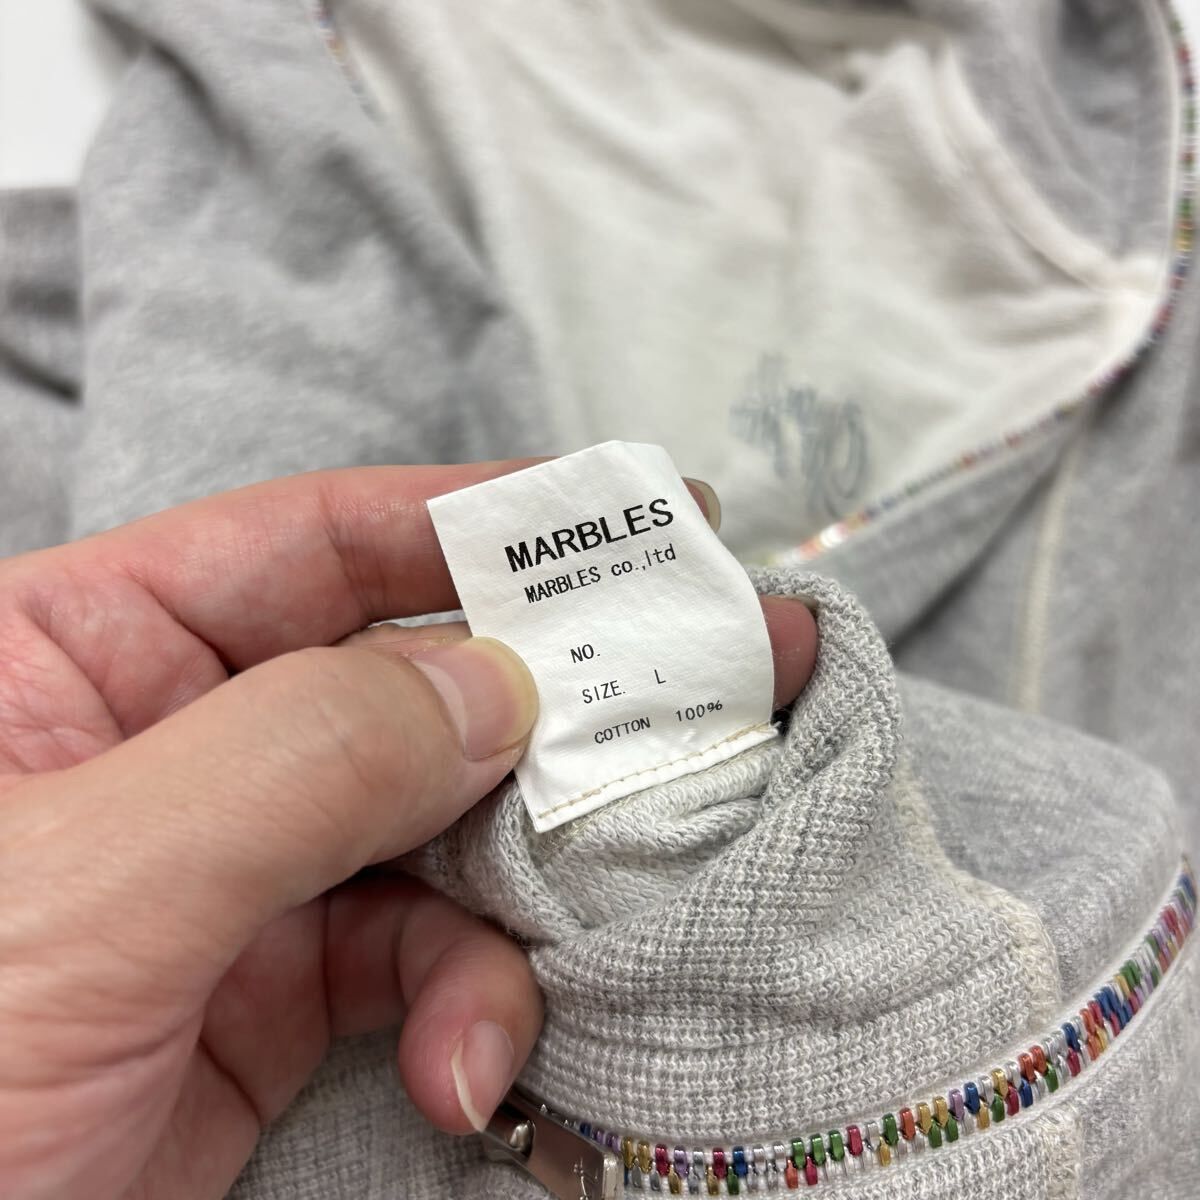 MARBLES
MARBLES co.,ltd
NO.
SIZE. L
COTTON 100%